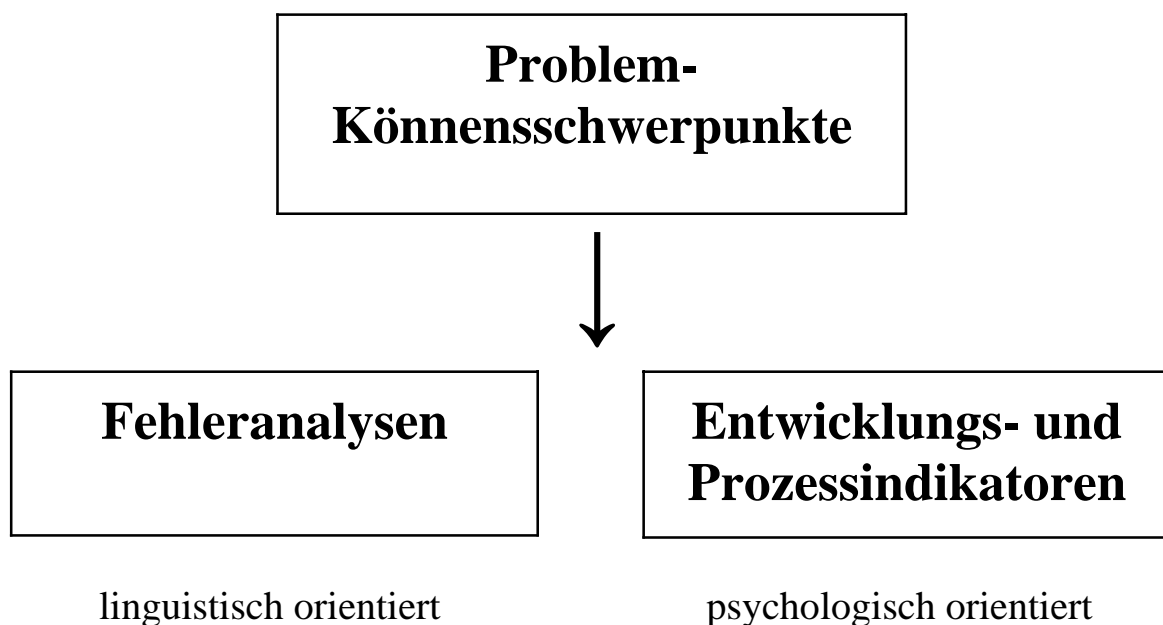 Problem-
Könnensschwerpunkte
Fehleranalysen
Entwicklungs- und
Prozessindikatoren
linguistisch orientiert
psychologisch orientiert